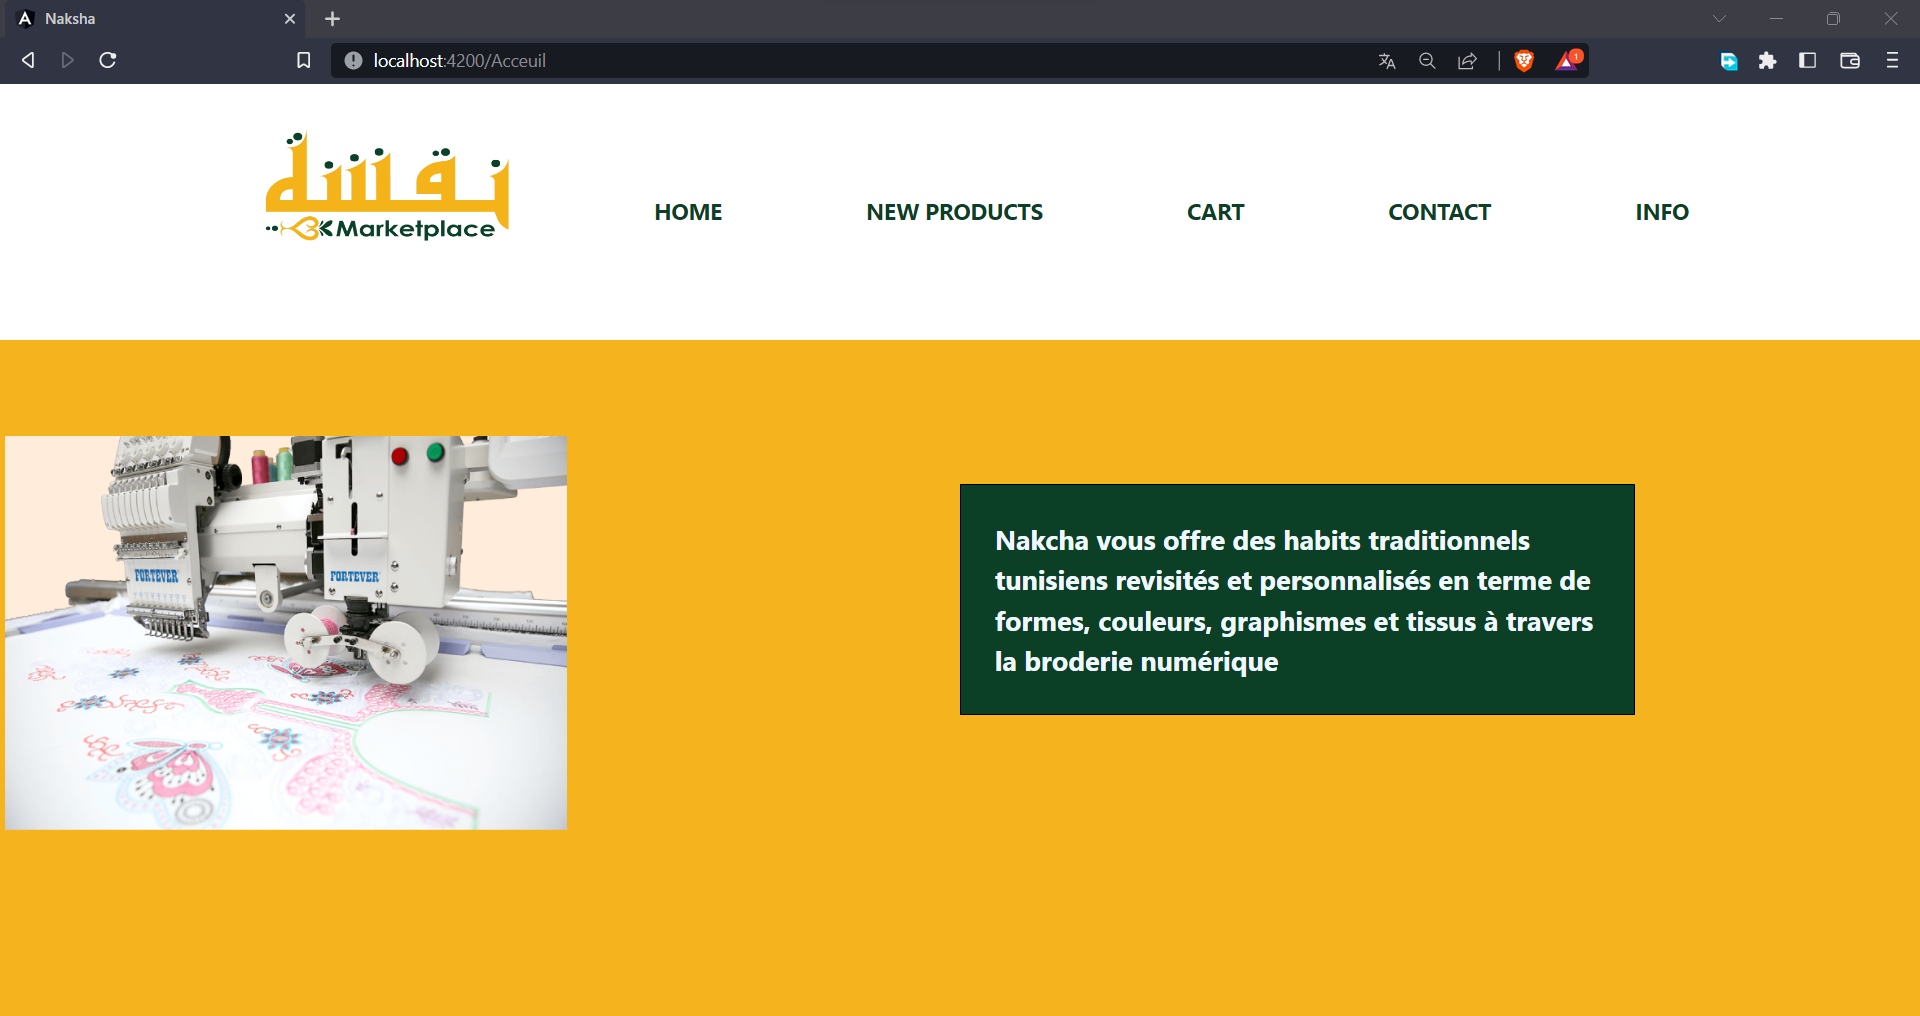 Naksha
localhost:4200/Acceuil
1
نقشة
Marketplace
HOME
NEW PRODUCTS
CART
CONTACT
INFO
FORTEVER
FORTEVER
Nakcha vous offre des habits traditionnels
tunisiens revisités et personnalisés en terme de
formes, couleurs, graphismes et tissus à travers
la broderie numérique